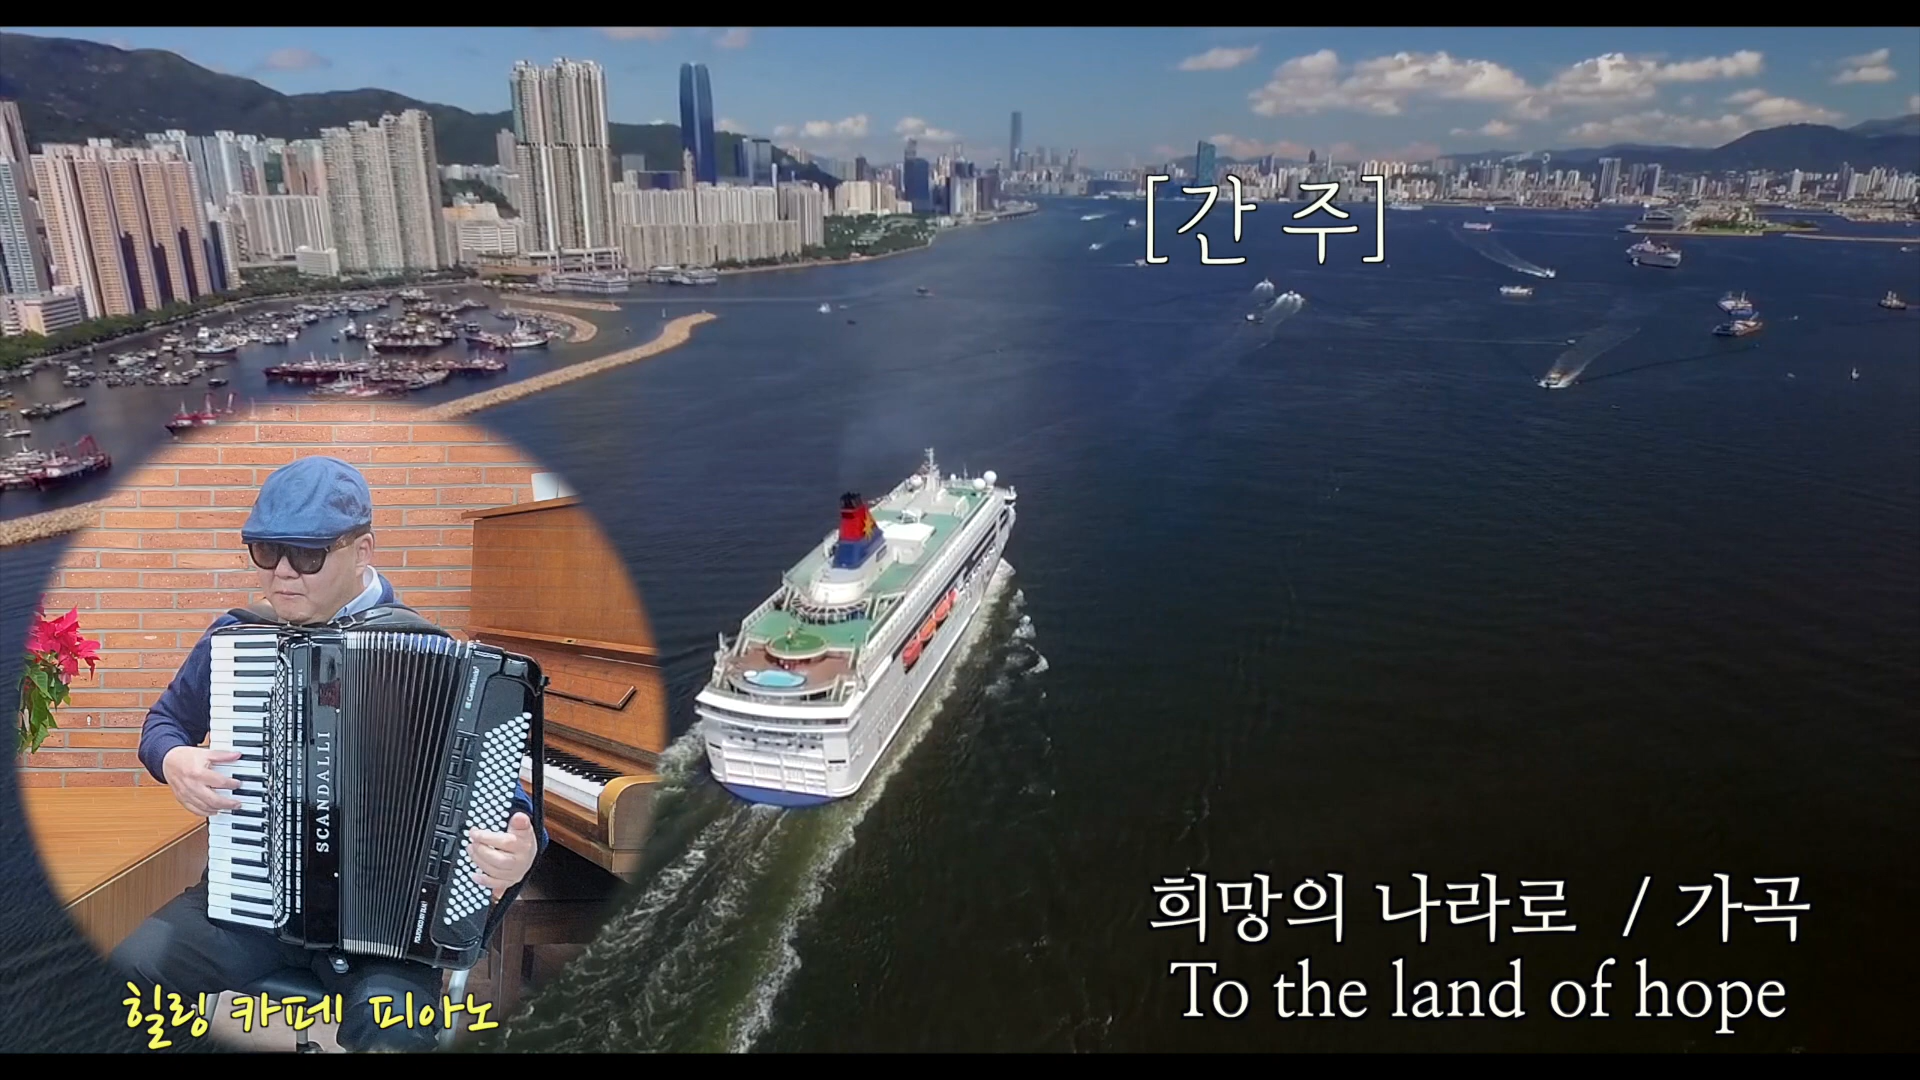 [간 주]
SCANDALLI
힐링 카페 피아노
희망의 나라로 / 가곡
To the land of hope